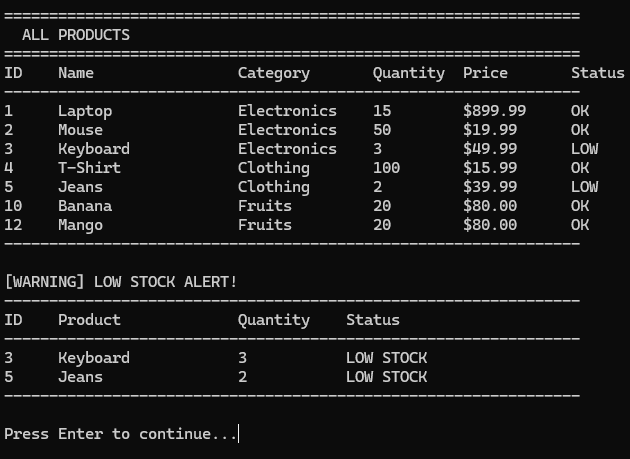 ================================================================
  ALL PRODUCTS
================================================================
ID    Name                Category       Quantity  Price       Status
----------------------------------------------------------------
1     Laptop              Electronics    15        $899.99     OK
2     Mouse               Electronics    50        $19.99      OK
3     Keyboard            Electronics    3         $49.99      LOW
4     T-Shirt             Clothing       100       $15.99      OK
5     Jeans               Clothing       2         $39.99      LOW
10    Banana              Fruits         20        $80.00      OK
12    Mango               Fruits         20        $80.00      OK
----------------------------------------------------------------
[WARNING] LOW STOCK ALERT!
----------------------------------------------------------------
ID    Product             Quantity    Status
----------------------------------------------------------------
3     Keyboard            3           LOW STOCK
5     Jeans               2           LOW STOCK
----------------------------------------------------------------
Press Enter to continue...